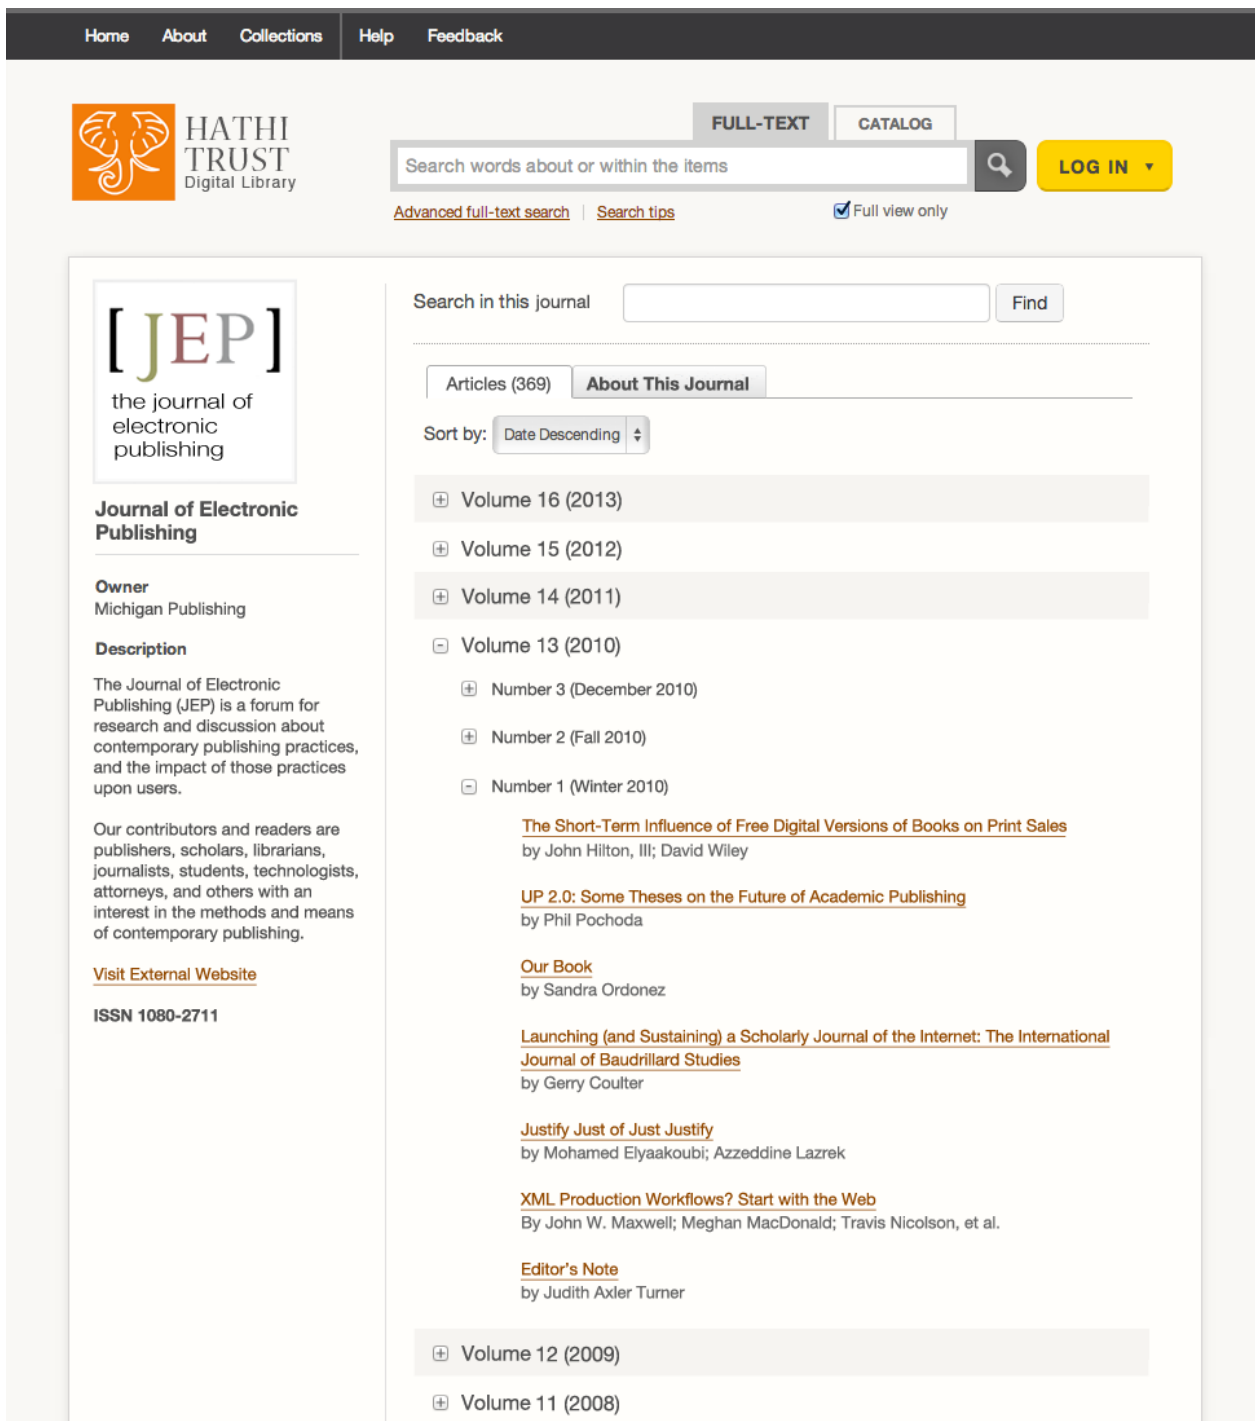 Home About Collections Help Feedback
HATHI
TRUST
Digital Library
FULL-TEXT CATALOG
Search words about or within the items
LOG IN
Advanced full-text search Search tips
Full view only
[JEP]
the journal of
electronic
publishing
Journal of Electronic
Publishing
Owner
Michigan Publishing
Description
The Journal of Electronic
Publishing (JEP) is a forum for
research and discussion about
contemporary publishing practices,
and the impact of those practices
upon users.
Our contributors and readers are
publishers, scholars, librarians,
journalists, students, technologists,
attorneys, and others with an
interest in the methods and means
of contemporary publishing.
Visit External Website
ISSN 1080-2711
Search in this journal Find
Articles (369) About This Journal
Sort by: Date Descending
Volume 16 (2013)
Volume 15 (2012)
Volume 14 (2011)
Volume 13 (2010)
Number 3 (December 2010)
Number 2 (Fall 2010)
Number 1 (Winter 2010)
The Short-Term Influence of Free Digital Versions of Books on Print Sales
by John Hilton, III; David Wiley
UP 2.0: Some Theses on the Future of Academic Publishing
by Phil Pochoda
Our Book
by Sandra Ordonez
Launching (and Sustaining) a Scholarly Journal of the Internet: The International
Journal of Baudrillard Studies
by Gerry Coulter
Justify Just of Just Justify
by Mohamed Elyaakoubi; Azzeddine Lazrek
XML Production Workflows? Start with the Web
By John W. Maxwell; Meghan MacDonald; Travis Nicolson, et al.
Editor's Note
by Judith Axler Turner
Volume 12 (2009)
Volume 11 (2008)